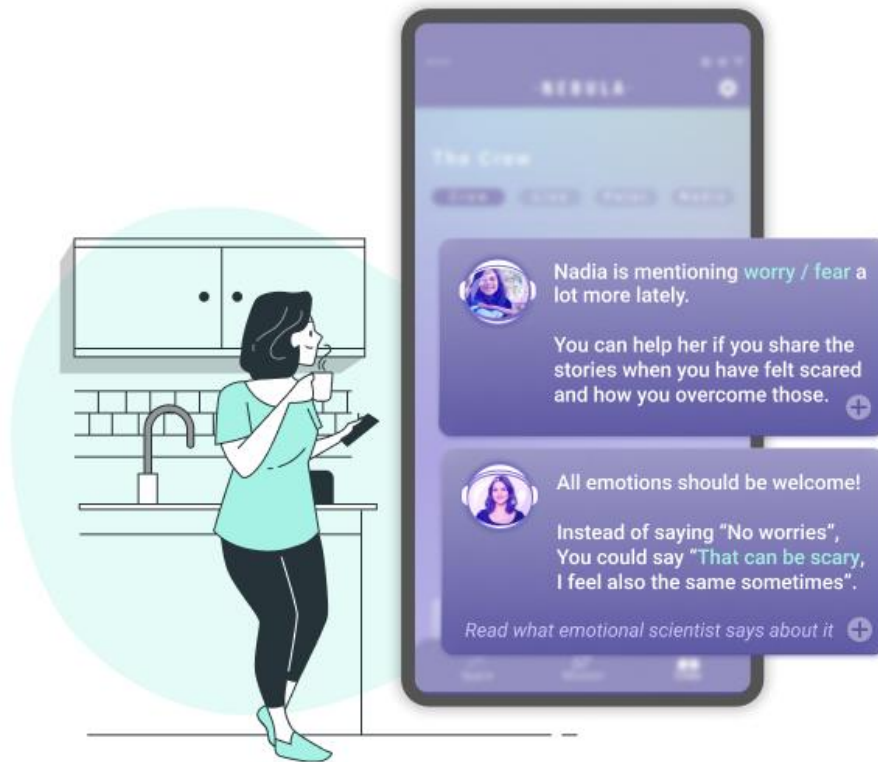 NEBULA
The Crew
Crew
Nadia is mentioning worry / fear a
lot more lately.
You can help her if you share the
stories when you have felt scared
and how you overcome those.
All emotions should be welcome!
Instead of saying “No worries”,
You could say “That can be scary,
I feel also the same sometimes”.
Read what emotional scientist says about it